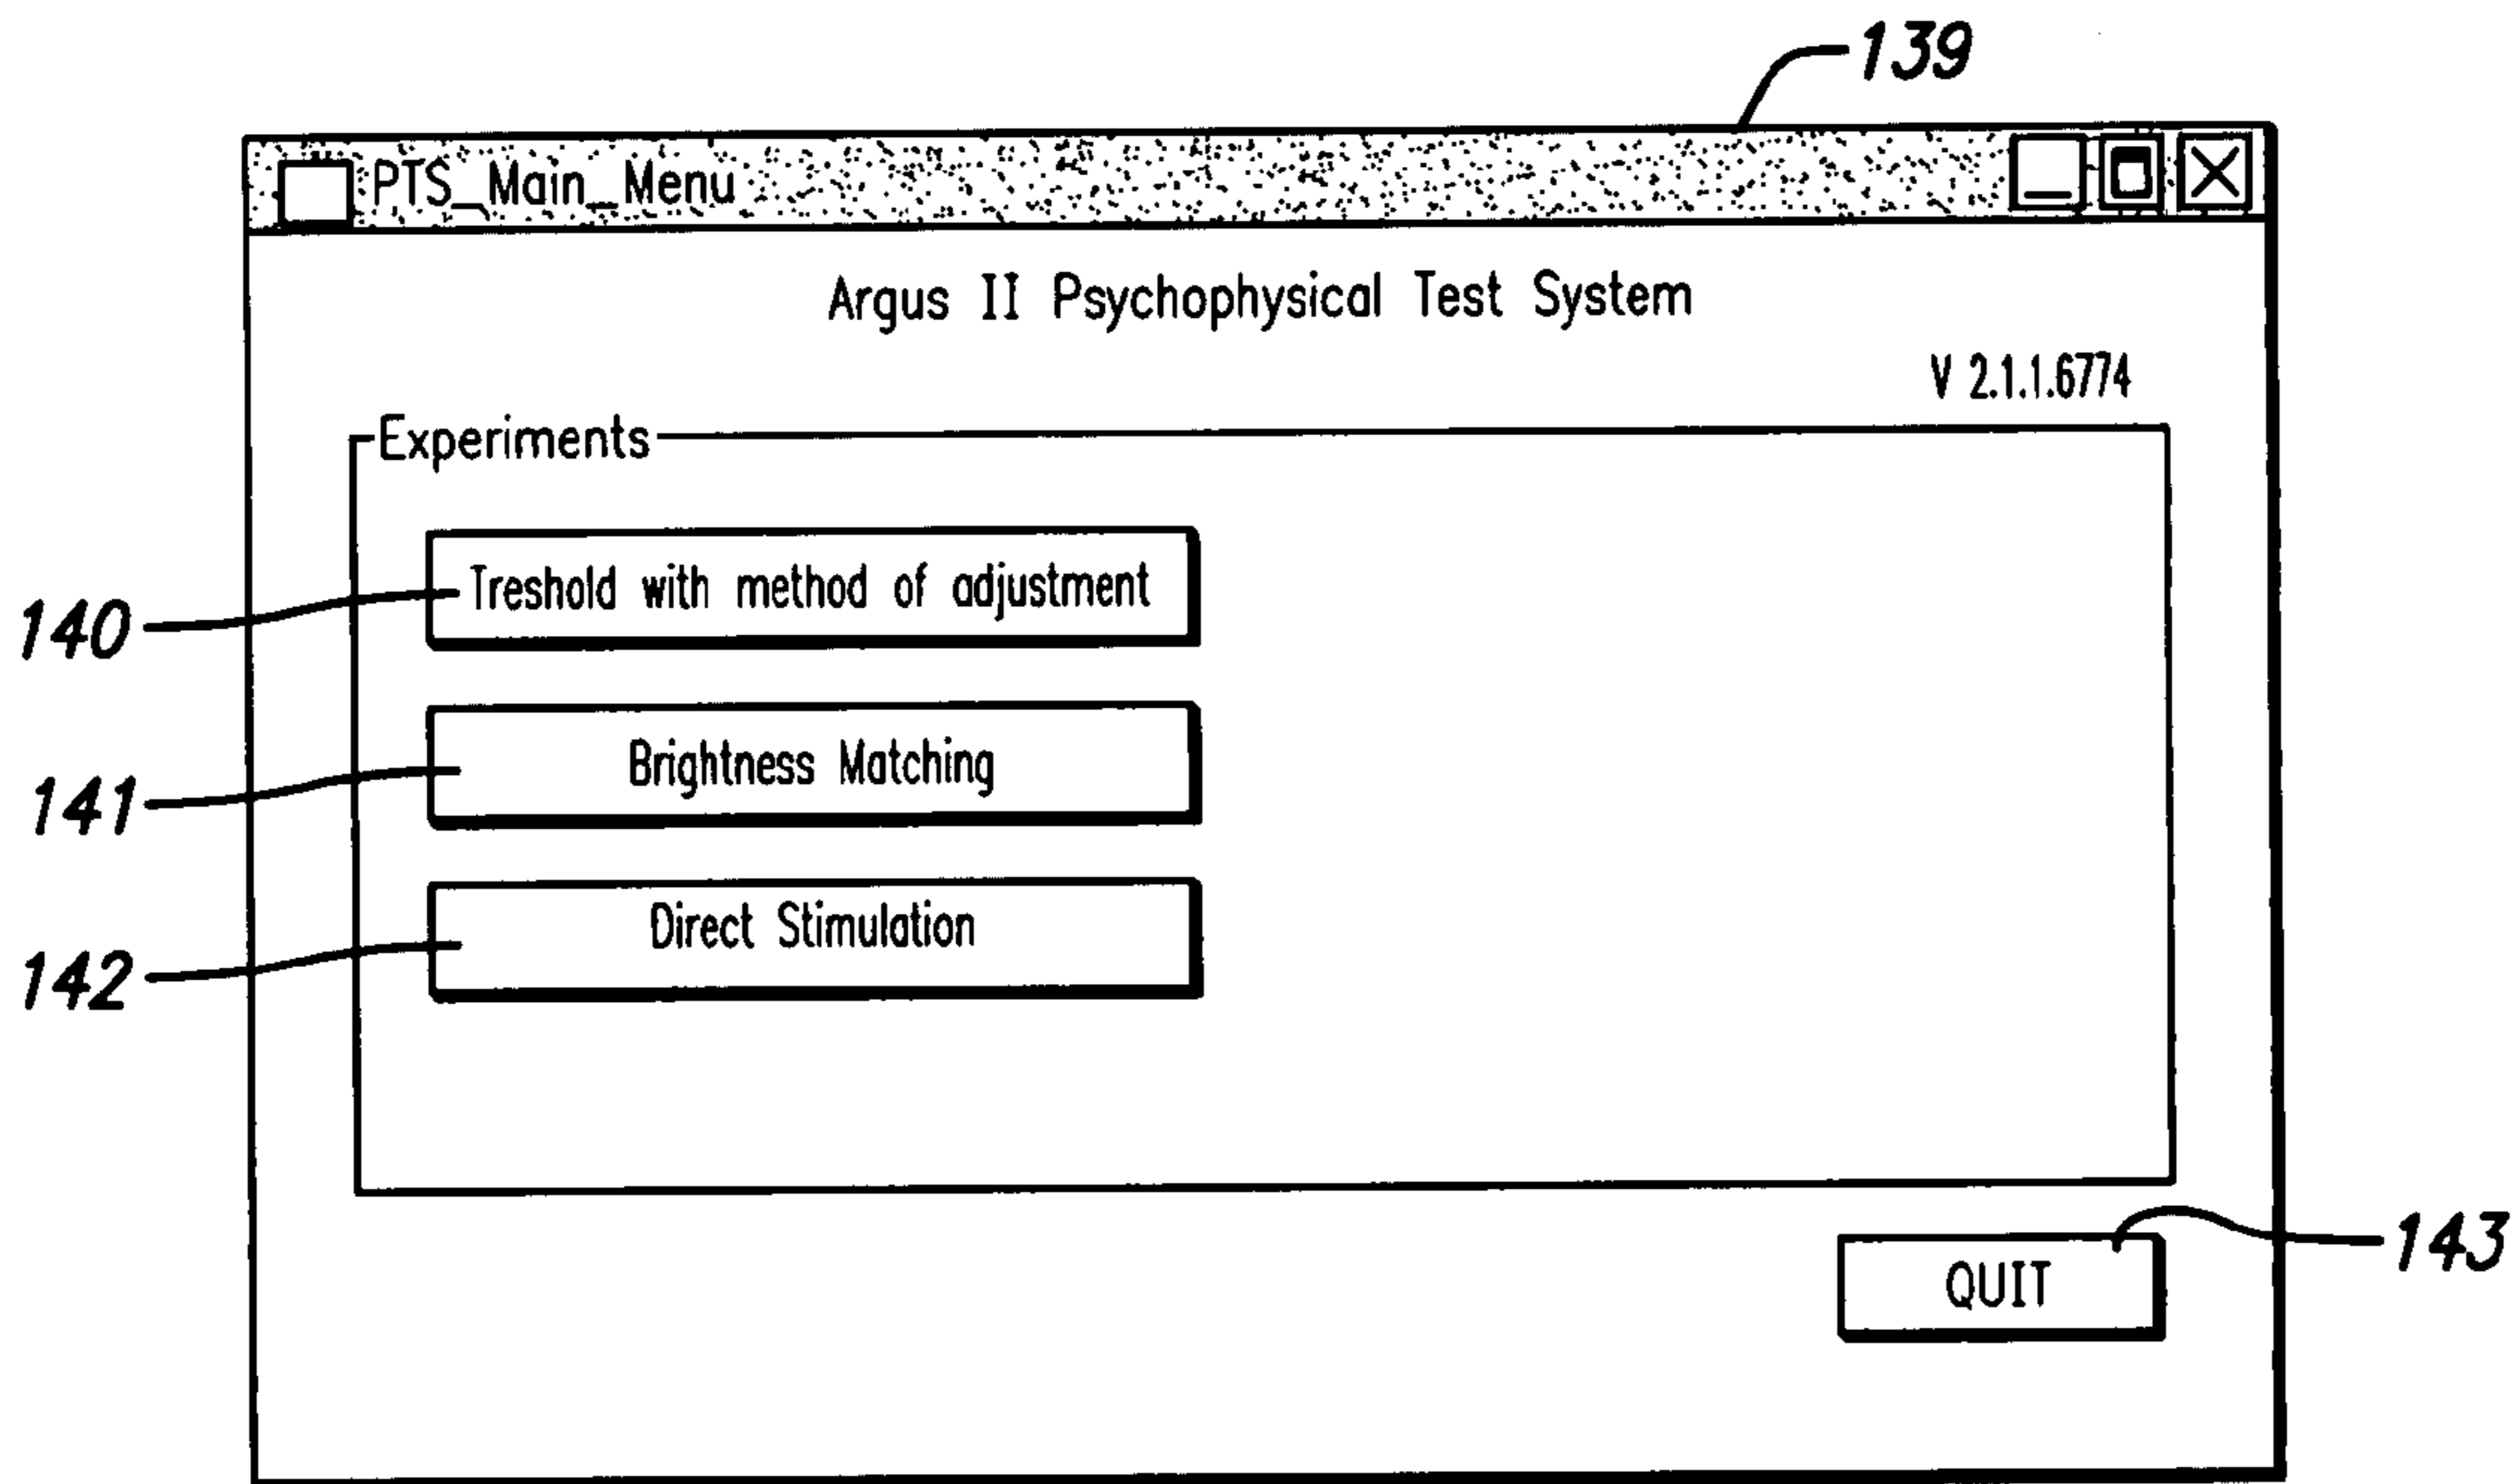 139
PTS_Main_Menu
Argus II Psychophysical Test System
V 2.1.1.6774
Experiments
140 Treshold with method of adjustment
141 Brightness Matching
142 Direct Stimulation
QUIT 143